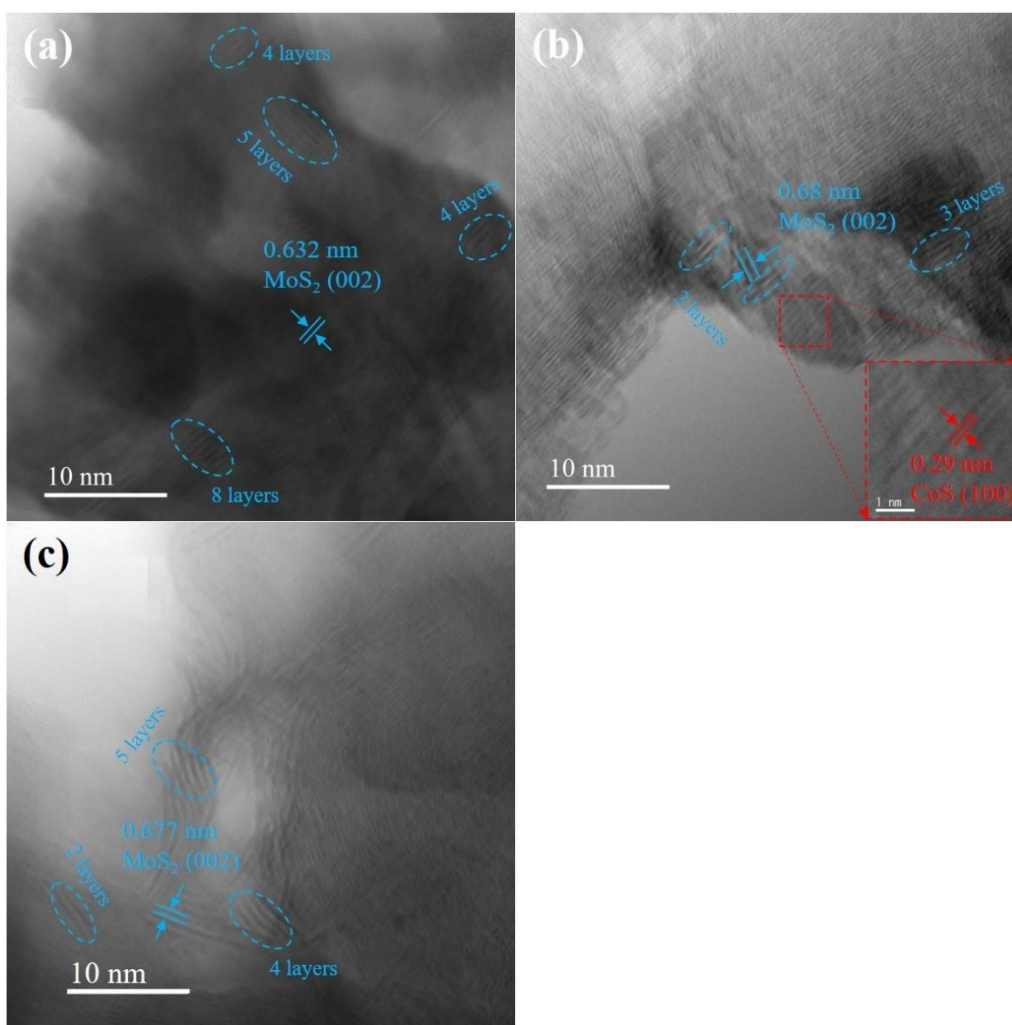 (a)
4 layers
5 layers
4 layers
0.632 nm
MoS₂ (002)
8 layers
10 nm
(b)
0.68 nm
MoS₂ (002)
3 layers
2 layers
10 nm
0.29 nm
CoS (100)
1 nm
(c)
5 layers
0.677 nm
MoS₂ (002)
2 layers
4 layers
10 nm